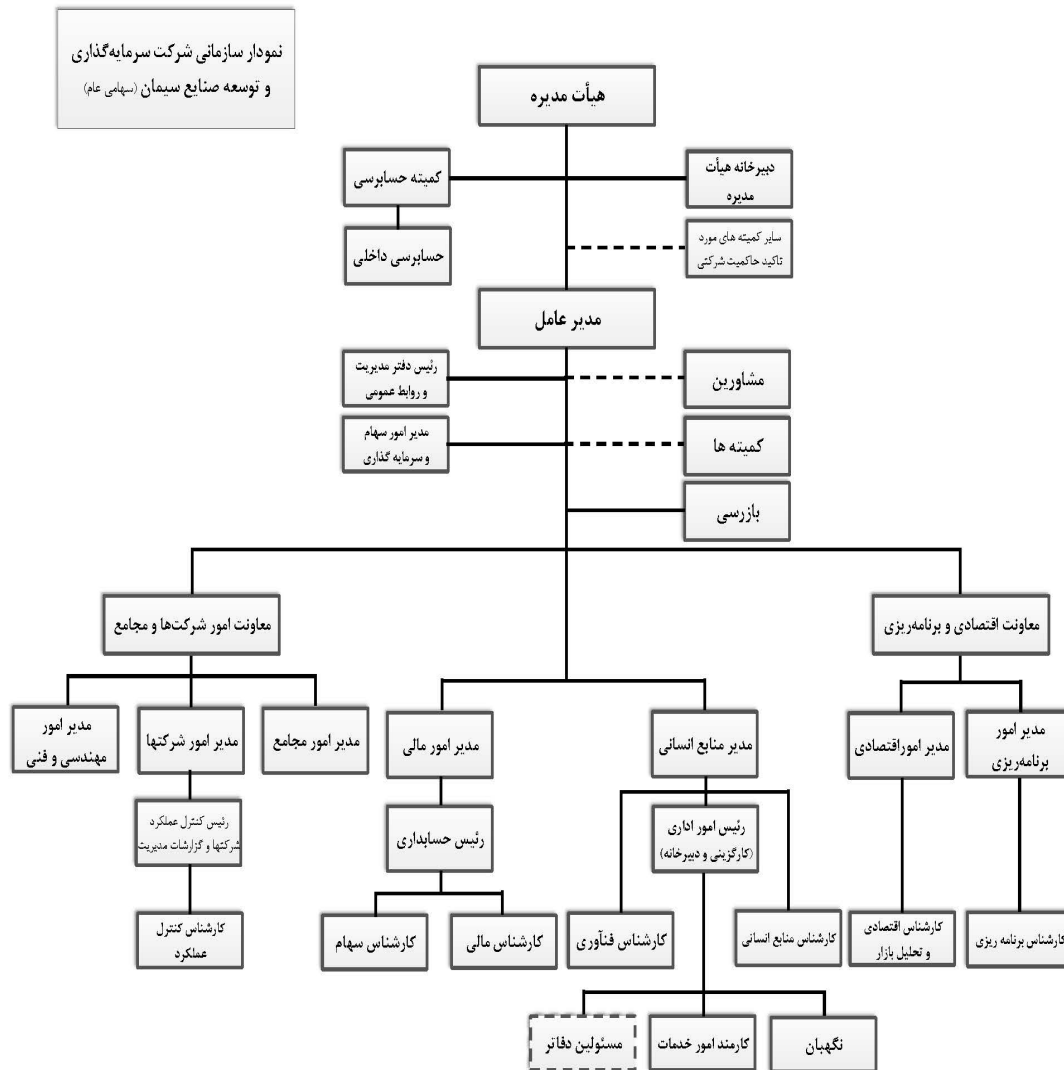 نمودار سازمانی شرکت سرمایه‌گذاری
و توسعه صنایع سیمان (سهامی عام)
هیأت مدیره
دبیرخانه هیأت
مدیره
کمیته حسابرسی
سایر کمیته های مورد
تاکید حاکمیت شرکتی
حسابرسی داخلی
مدیر عامل
مشاورین
رئیس دفتر مدیریت
و روابط عمومی
کمیته ها
مدیر امور سهام
و سرمایه گذاری
بازرسی
معاونت اقتصادی و برنامه‌ریزی
معاونت امور شرکت‌ها و مجامع
مدیر امور
برنامه‌ریزی
مدیر اموراقتصادی
مدیر منابع انسانی
مدیر امور مالی
مدیر امور مجامع
مدیر امور شرکتها
مدیر امور
مهندسی و فنی
رئیس امور اداری
(کارگزینی و دبیرخانه)
رئیس حسابداری
رئیس کنترل عملکرد
شرکتها و گزارشات مدیریت
کارشناس برنامه ریزی
کارشناس اقتصادی
و تحلیل بازار
کارشناس منابع انسانی
کارشناس فنآوری
کارشناس مالی
کارشناس سهام
کارشناس کنترل
عملکرد
نگهبان
کارمند امور خدمات
مسئولین دفاتر